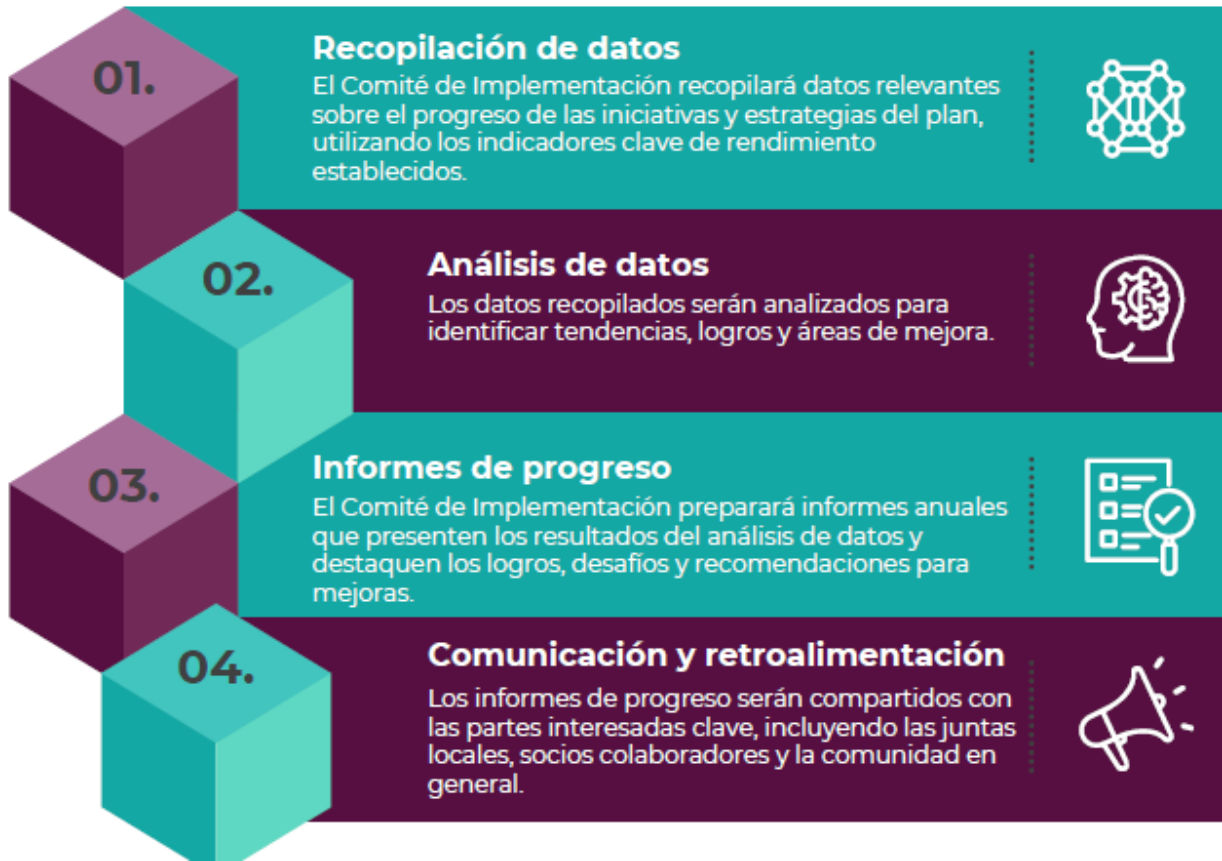 01.
Recopilación de datos
El Comité de Implementación recopilará datos relevantes
sobre el progreso de las iniciativas y estrategias del plan,
utilizando los indicadores clave de rendimiento
establecidos.
02.
Análisis de datos
Los datos recopilados serán analizados para
identificar tendencias, logros y áreas de mejora.
03.
Informes de progreso
El Comité de Implementación preparará informes anuales
que presenten los resultados del análisis de datos y
destaquen los logros, desafíos y recomendaciones para
mejoras.
04.
Comunicación y retroalimentación
Los informes de progreso serán compartidos con
las partes interesadas clave, incluyendo las juntas
locales, socios colaboradores y la comunidad en
general.